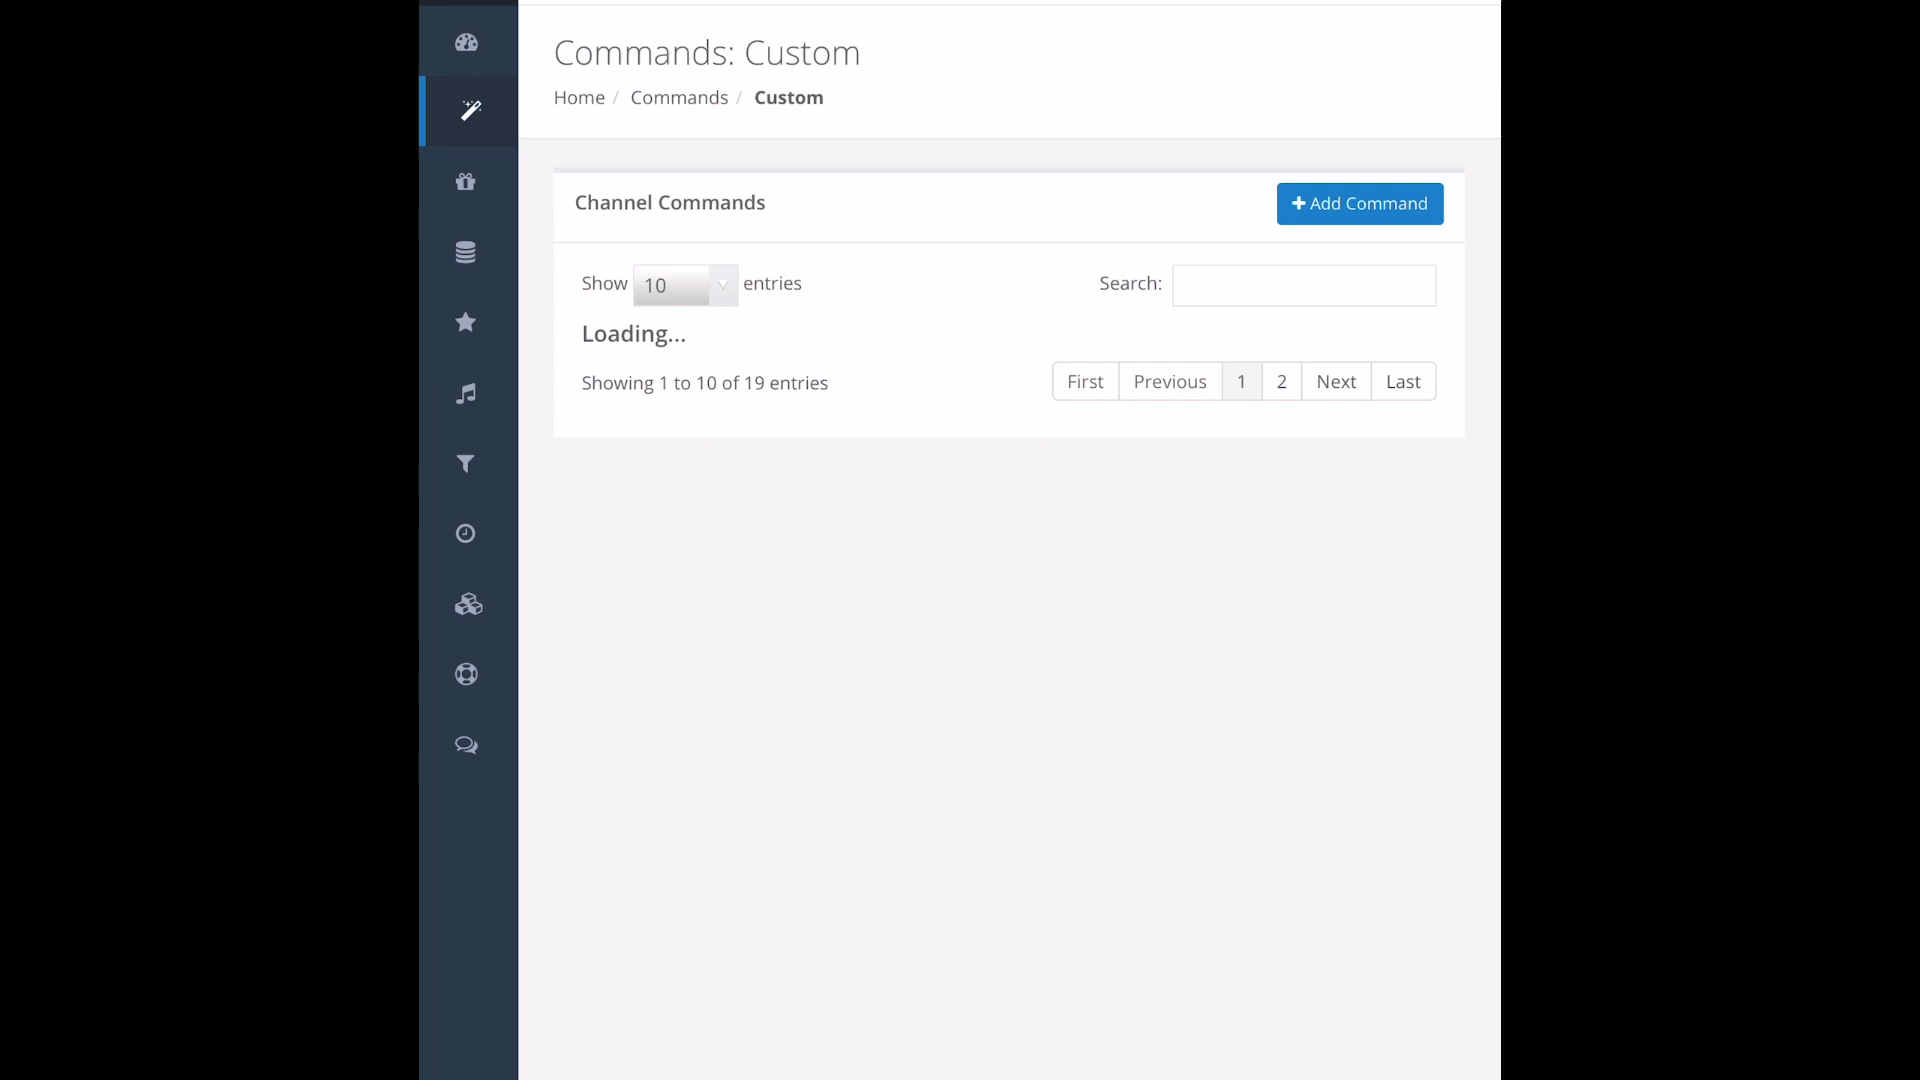 Commands: Custom
Home / Commands / Custom
Channel Commands
Add Command
Show 10 entries
Search:
Loading...
Showing 1 to 10 of 19 entries
First Previous 1 2 Next Last